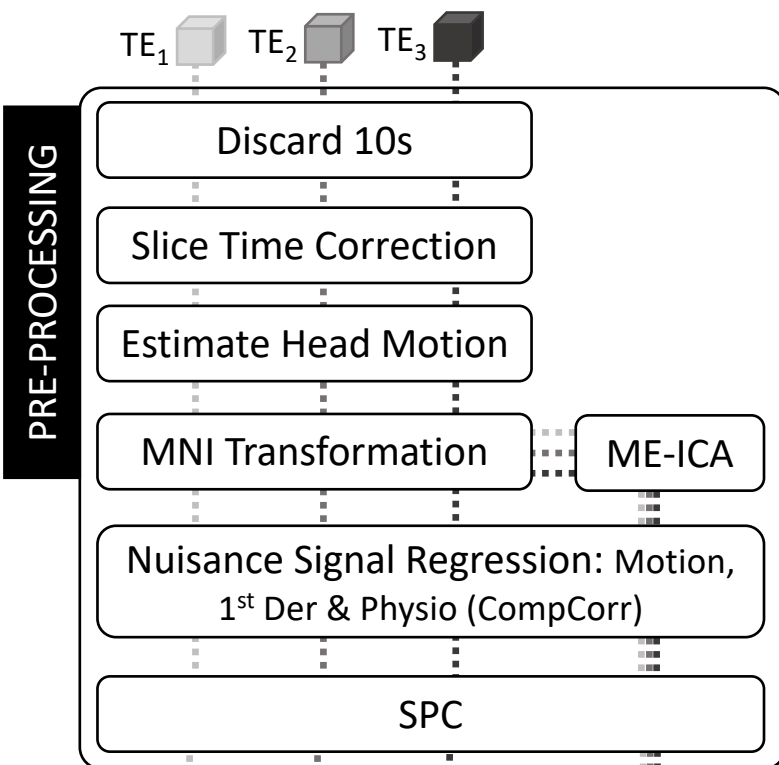 TE1 TE2 TE3
PRE-PROCESSING
Discard 10s
Slice Time Correction
Estimate Head Motion
MNI Transformation
ME-ICA
Nuisance Signal Regression: Motion,
1st Der & Physio (CompCorr)
SPC